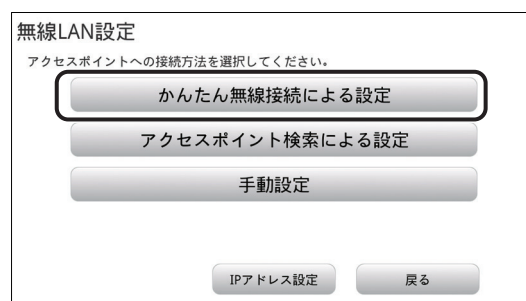 無線LAN設定
アクセスポイントへの接続方法を選択してください。
かんたん無線接続による設定
アクセスポイント検索による設定
手動設定
IPアドレス設定
戻る